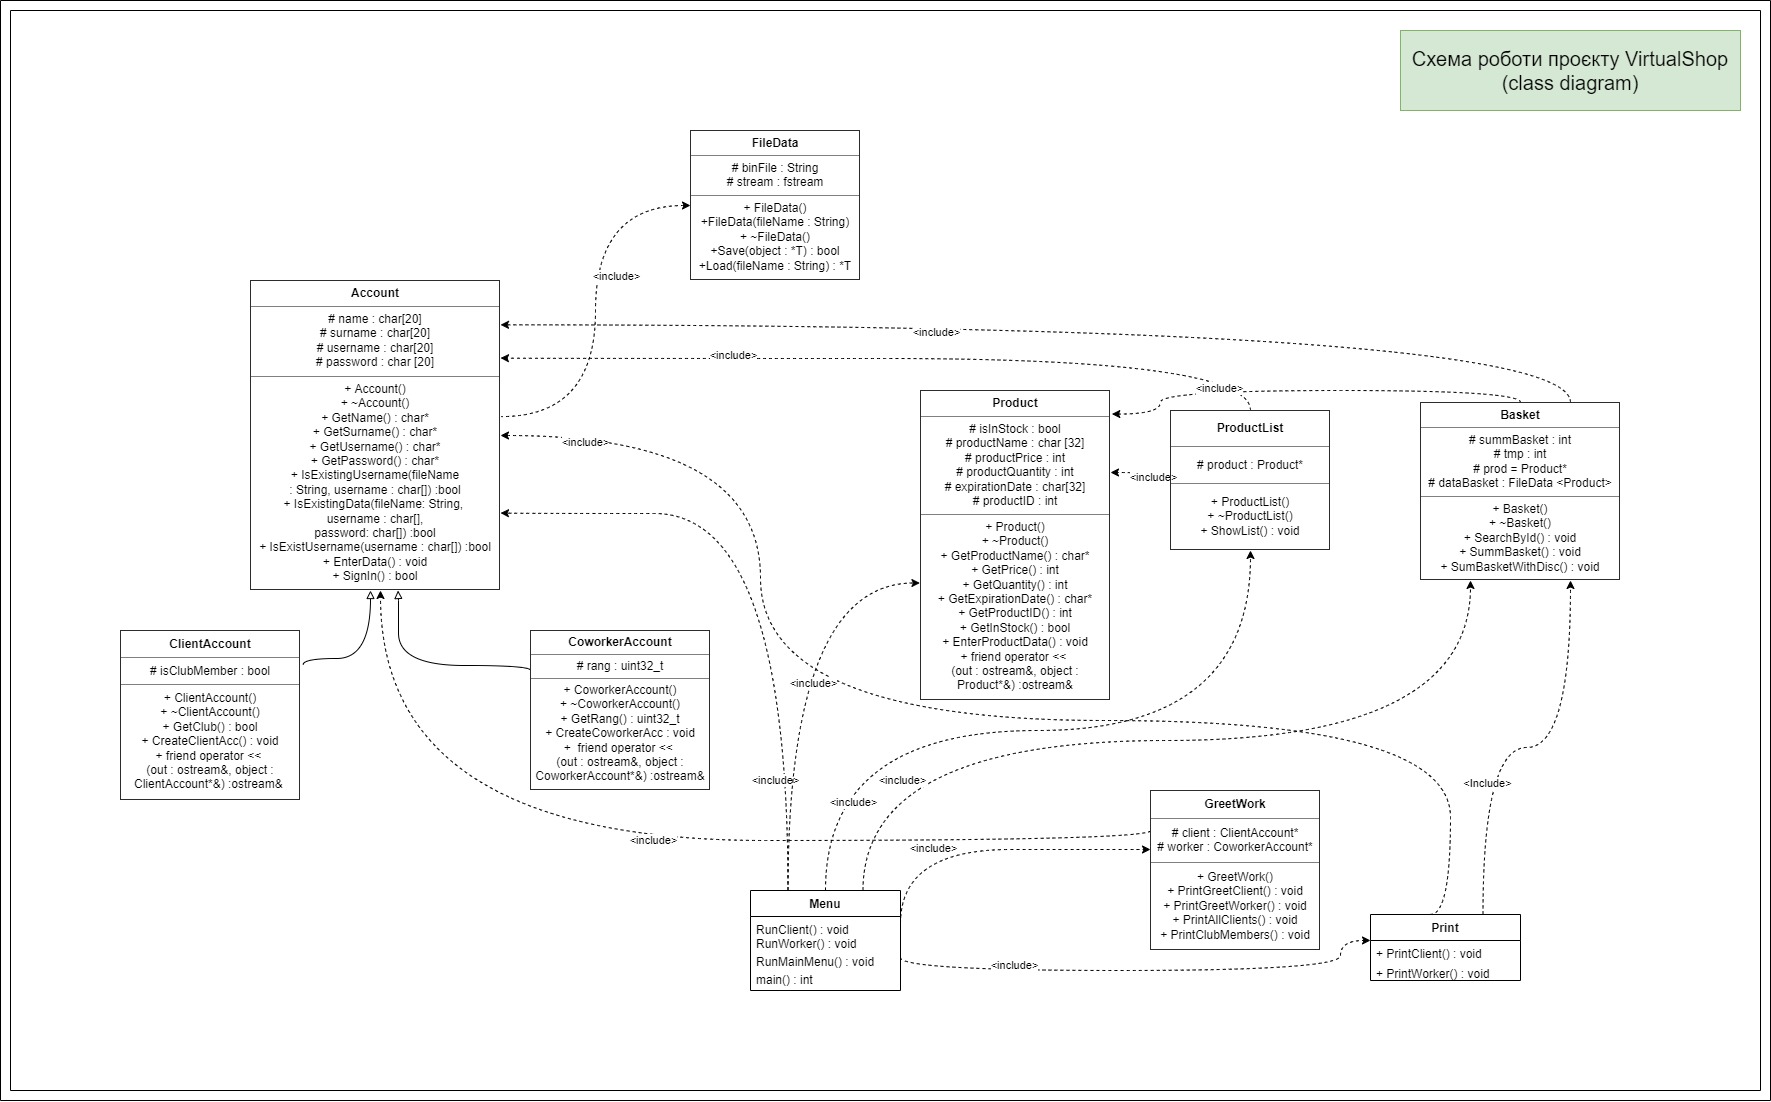 Схема роботи проєкту VirtualShop
(class diagram)
FileData
# binFile : String
# stream : fstream
+ FileData()
+FileData(fileName : String)
+ ~FileData()
+Save(object : *T) : bool
+Load(fileName : String) : *T
<include>
Account
# name : char[20]
# surname : char[20]
# username : char[20]
# password : char [20]
+ Account()
+ ~Account()
+ GetName() : char*
+ GetSurname() : char*
+ GetUsername() : char*
+ GetPassword() : char*
+ IsExistingUsername(fileName
: String, username : char[]) :bool
+ IsExistingData(fileName: String,
username : char[],
password: char[]) :bool
+ IsExistUsername(username : char[]) :bool
+ EnterData() : void
+ SignIn() : bool
<include>
<include>
<include>
<include>
<include>
Product
# isInStock : bool
# productName : char [32]
# productPrice : int
# productQuantity : int
# expirationDate : char[32]
# productID : int
+ Product()
+ ~Product()
+ GetProductName() : char*
+ GetPrice() : int
+ GetQuantity() : int
+ GetExpirationDate() : char*
+ GetProductID() : int
+ GetInStock() : bool
+ EnterProductData() : void
+ friend operator <<
(out : ostream&, object :
Product*&) :ostream&
ProductList
# product : Product*
+ ProductList()
+ ~ProductList()
+ ShowList() : void
Basket
# summBasket : int
# tmp : int
# prod = Product*
# dataBasket : FileData <Product>
+ Basket()
+ ~Basket()
+ SearchById() : void
+ SummBasket() : void
+ SumBasketWithDisc() : void
ClientAccount
# isClubMember : bool
+ ClientAccount()
+ ~ClientAccount()
+ GetClub() : bool
+ CreateClientAcc() : void
+ friend operator <<
(out : ostream&, object :
ClientAccount*&) :ostream&
CoworkerAccount
# rang : uint32_t
+ CoworkerAccount()
+ ~CoworkerAccount()
+ GetRang() : uint32_t
+ CreateCoworkerAcc : void
+ friend operator <<
(out : ostream&, object :
CoworkerAccount*&) :ostream&
<include>
<include>
<include>
<include>
<Include>
<include>
<include>
<include>
GreetWork
# client : ClientAccount*
# worker : CoworkerAccount*
+ GreetWork()
+ PrintGreetClient() : void
+ PrintGreetWorker() : void
+ PrintAllClients() : void
+ PrintClubMembers() : void
Menu
RunClient() : void
RunWorker() : void
RunMainMenu() : void
main() : int
Print
+ PrintClient() : void
+ PrintWorker() : void